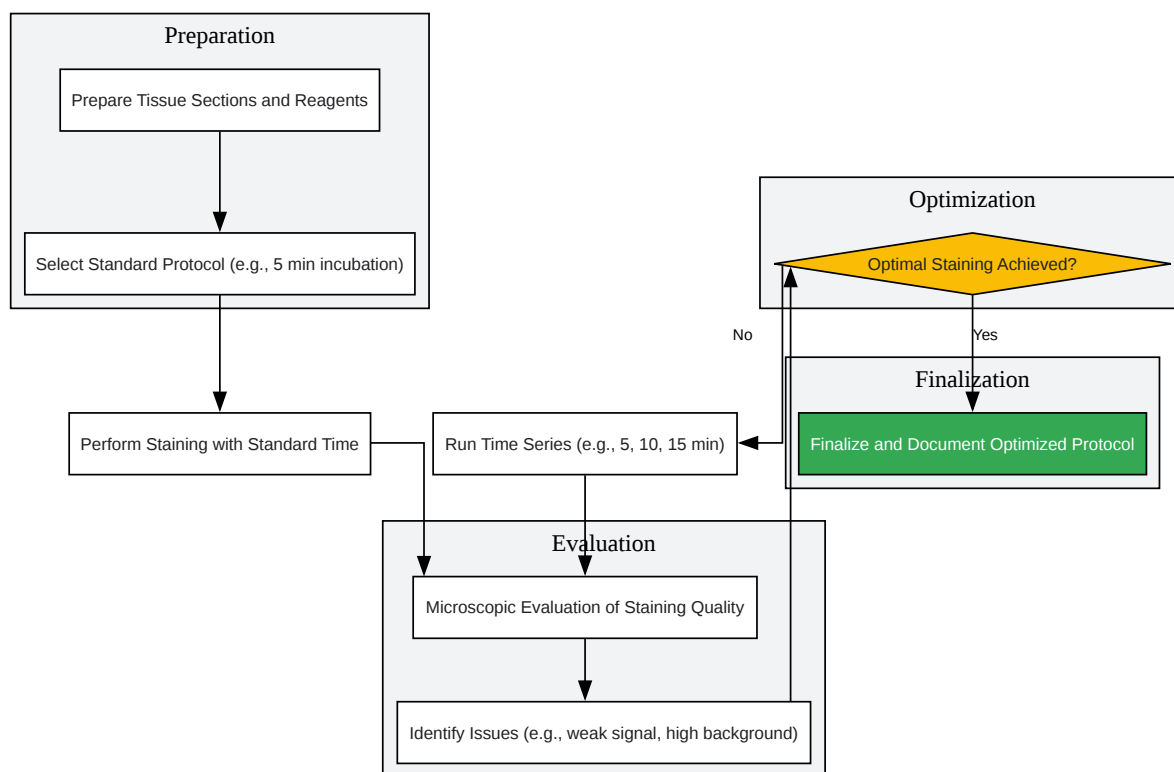 Preparation
Prepare Tissue Sections and Reagents
Select Standard Protocol (e.g., 5 min incubation)
Optimization
Optimal Staining Achieved?
No
Yes
Finalization
Perform Staining with Standard Time
Run Time Series (e.g., 5, 10, 15 min)
Finalize and Document Optimized Protocol
Evaluation
Microscopic Evaluation of Staining Quality
Identify Issues (e.g., weak signal, high background)